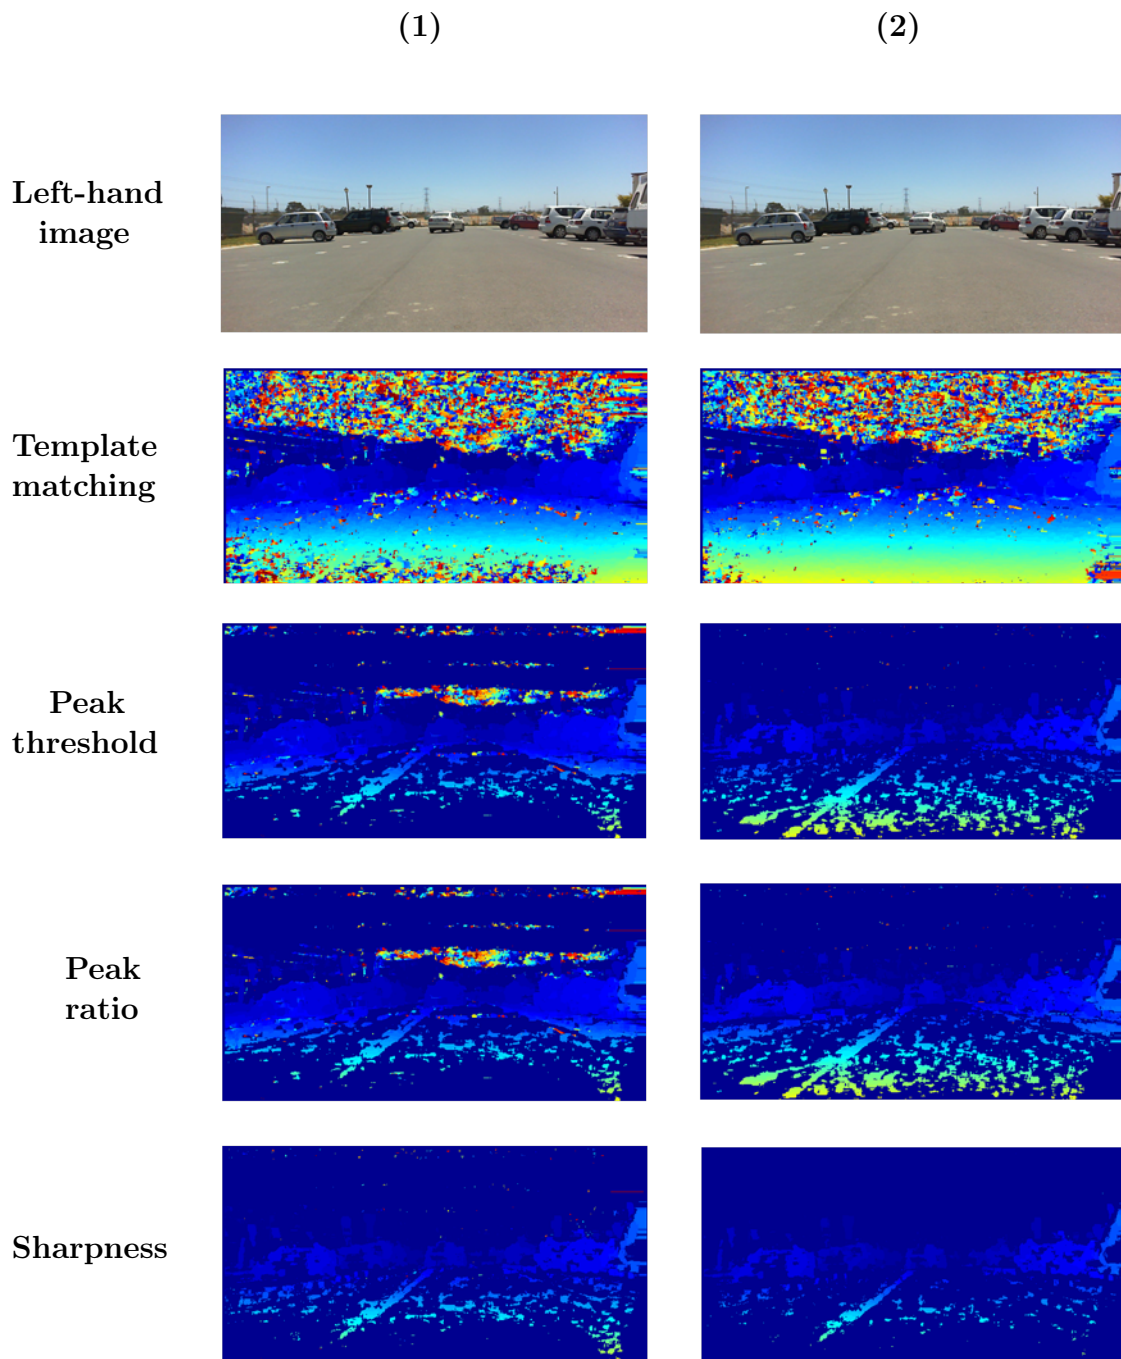 (1) (2)
Left-hand
image
Template
matching
Peak
threshold
Peak
ratio
Sharpness